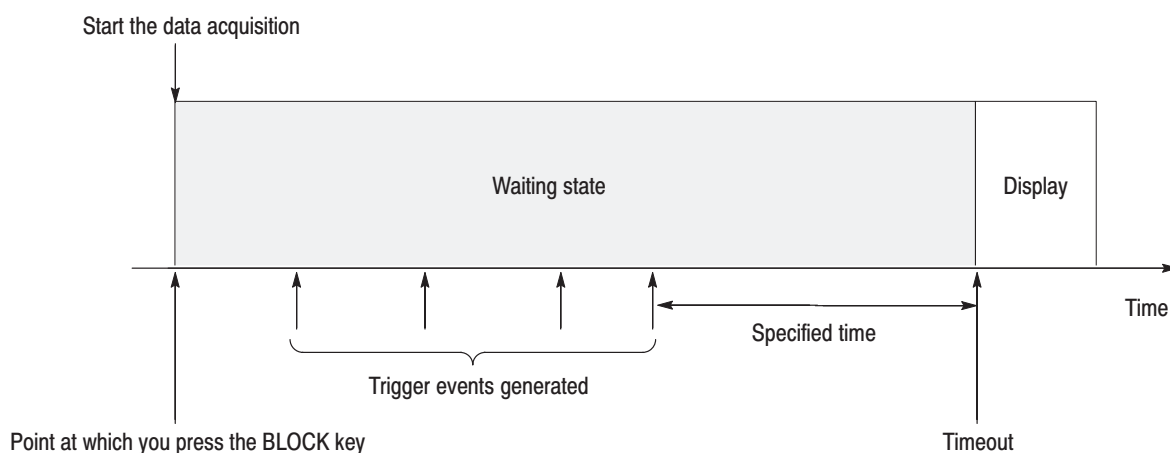 Start the data acquisition
Waiting state
Display
Time
Specified time
Trigger events generated
Point at which you press the BLOCK key
Timeout